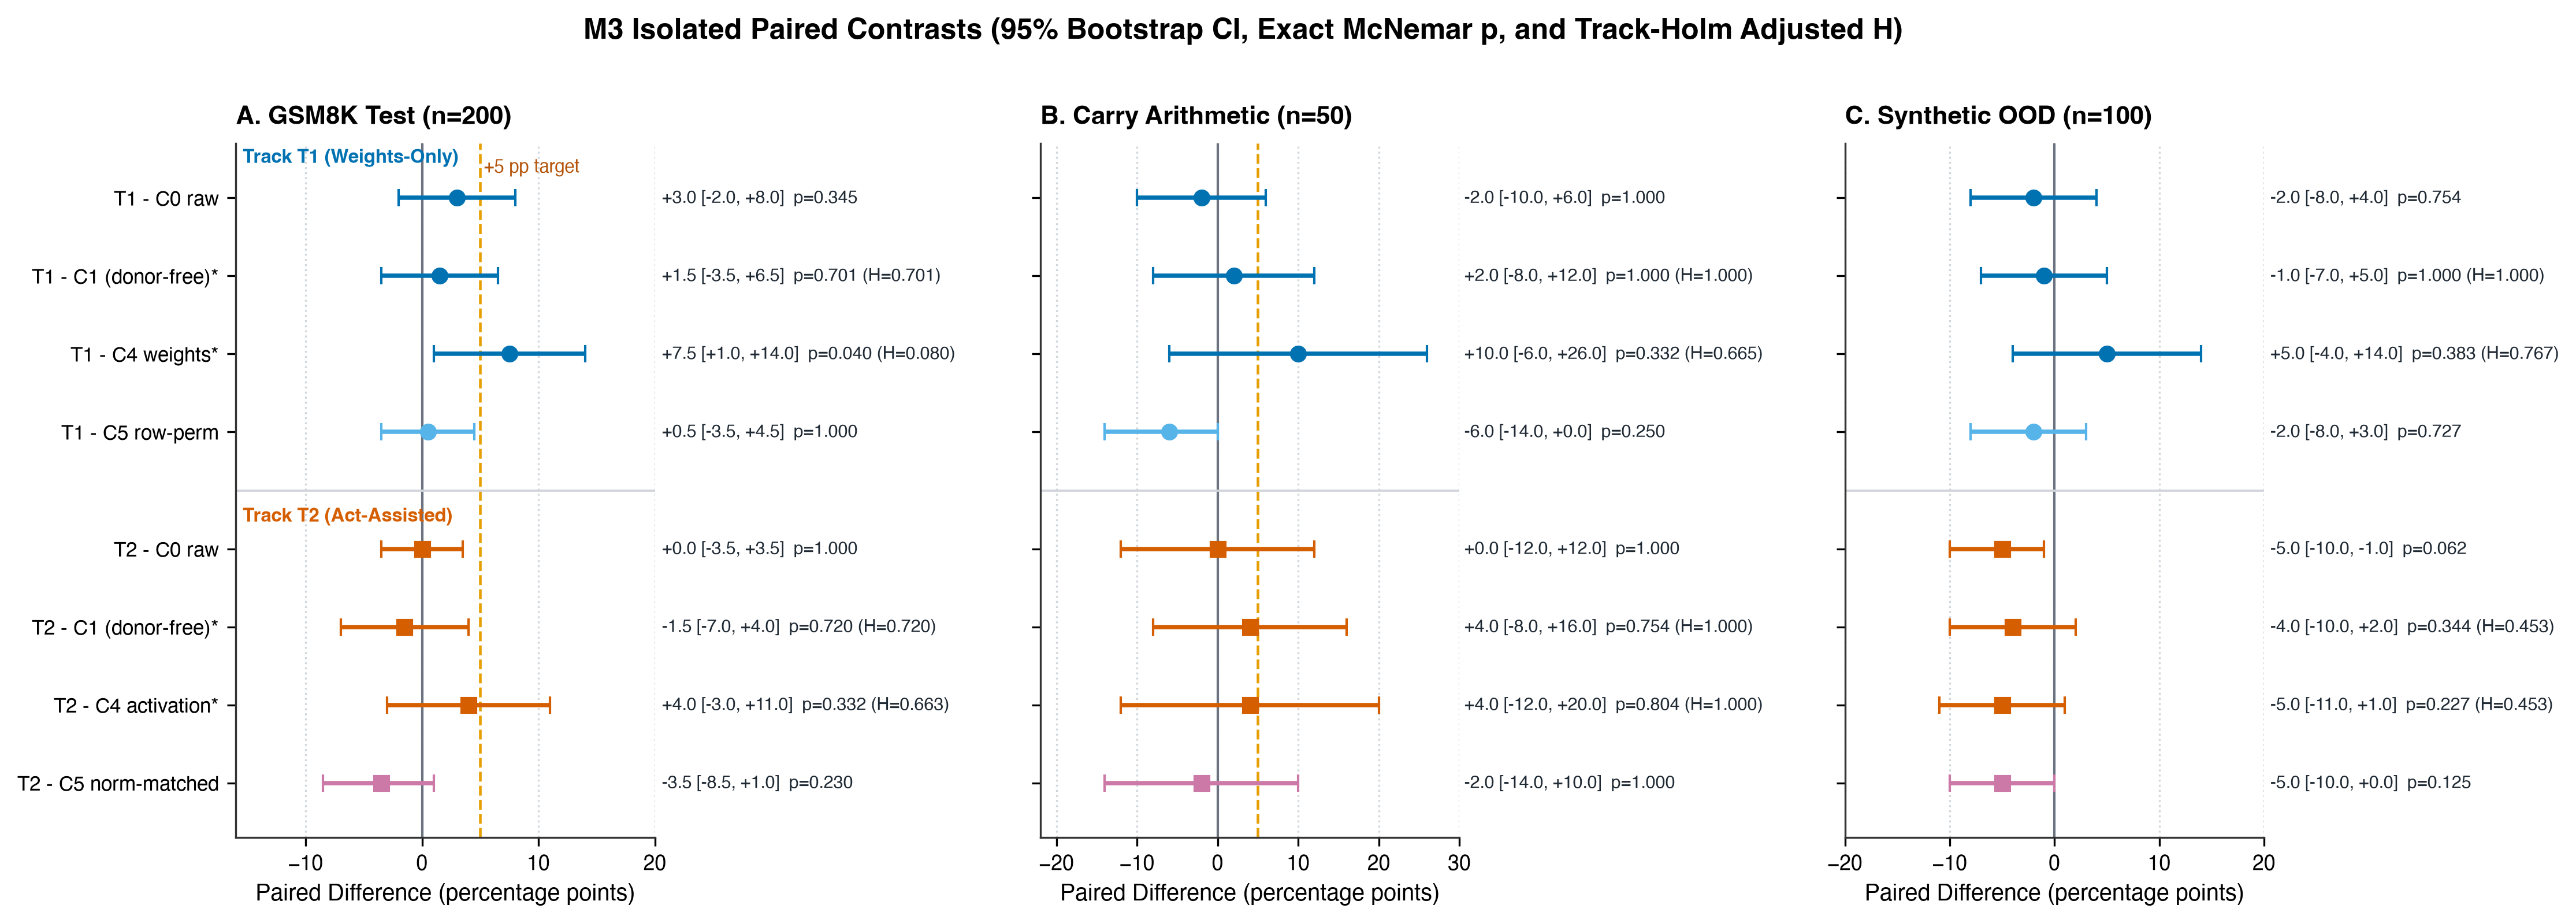 M3 Isolated Paired Contrasts (95% Bootstrap CI, Exact McNemar p, and Track-Holm Adjusted H)
A. GSM8K Test (n=200)
Track T1 (Weights-Only)
+5 pp target
T1 - C0 raw
+3.0 [-2.0, +8.0] p=0.345
T1 - C1 (donor-free)*
+1.5 [-3.5, +6.5] p=0.701 (H=0.701)
T1 - C4 weights*
+7.5 [+1.0, +14.0] p=0.040 (H=0.080)
T1 - C5 row-perm
+0.5 [-3.5, +4.5] p=1.000
Track T2 (Act-Assisted)
T2 - C0 raw
+0.0 [-3.5, +3.5] p=1.000
T2 - C1 (donor-free)*
-1.5 [-7.0, +4.0] p=0.720 (H=0.720)
T2 - C4 activation*
+4.0 [-3.0, +11.0] p=0.332 (H=0.663)
T2 - C5 norm-matched
-3.5 [-8.5, +1.0] p=0.230
−10 0 10 20
Paired Difference (percentage points)
B. Carry Arithmetic (n=50)
-2.0 [-10.0, +6.0] p=1.000
+2.0 [-8.0, +12.0] p=1.000 (H=1.000)
+10.0 [-6.0, +26.0] p=0.332 (H=0.665)
-6.0 [-14.0, +0.0] p=0.250
+0.0 [-12.0, +12.0] p=1.000
+4.0 [-8.0, +16.0] p=0.754 (H=1.000)
+4.0 [-12.0, +20.0] p=0.804 (H=1.000)
-2.0 [-14.0, +10.0] p=1.000
−20 −10 0 10 20 30
Paired Difference (percentage points)
C. Synthetic OOD (n=100)
-2.0 [-8.0, +4.0] p=0.754
-1.0 [-7.0, +5.0] p=1.000 (H=1.000)
+5.0 [-4.0, +14.0] p=0.383 (H=0.767)
-2.0 [-8.0, +3.0] p=0.727
-5.0 [-10.0, -1.0] p=0.062
-4.0 [-10.0, +2.0] p=0.344 (H=0.453)
-5.0 [-11.0, +1.0] p=0.227 (H=0.453)
-5.0 [-10.0, +0.0] p=0.125
−20 −10 0 10 20
Paired Difference (percentage points)